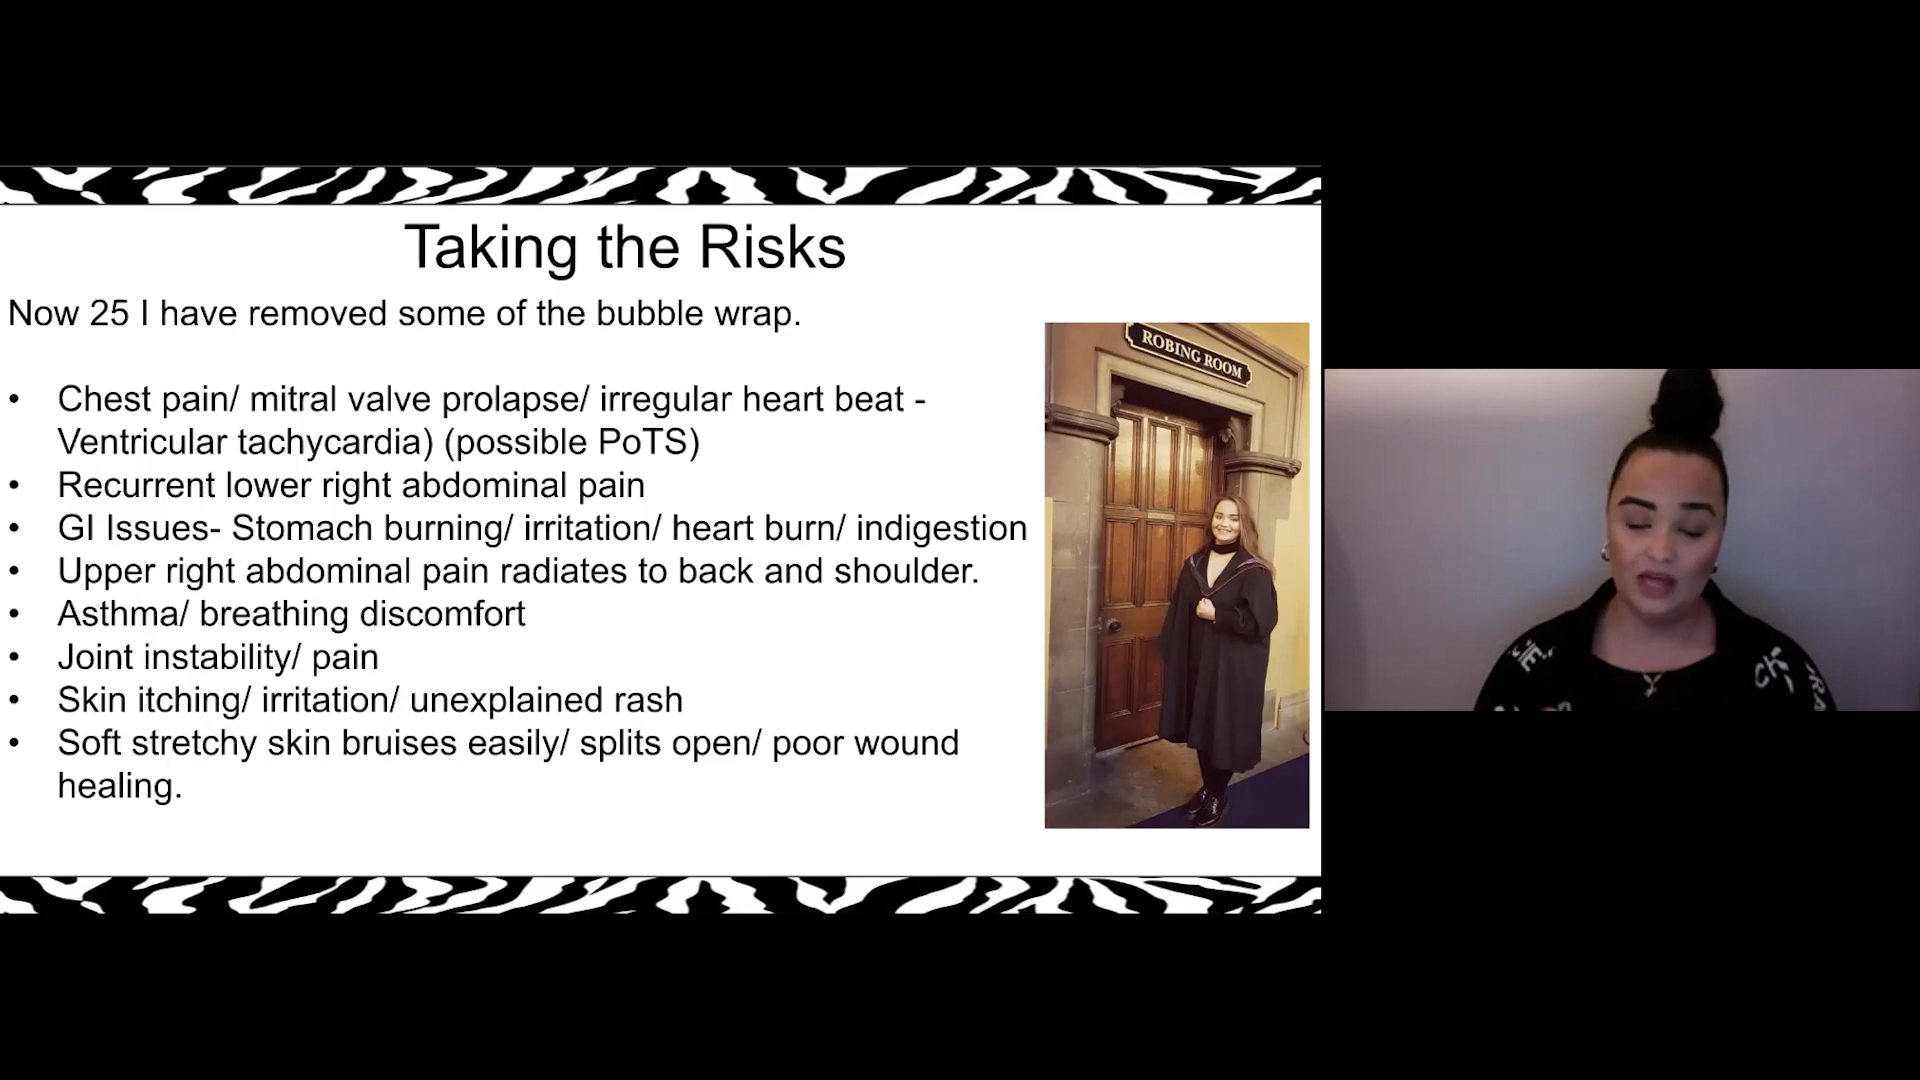 Taking the Risks
Now 25 I have removed some of the bubble wrap.
• Chest pain/ mitral valve prolapse/ irregular heart beat -
Ventricular tachycardia) (possible PoTS)
• Recurrent lower right abdominal pain
• GI Issues- Stomach burning/ irritation/ heart burn/ indigestion
• Upper right abdominal pain radiates to back and shoulder.
• Asthma/ breathing discomfort
• Joint instability/ pain
• Skin itching/ irritation/ unexplained rash
• Soft stretchy skin bruises easily/ splits open/ poor wound
healing.
ROBING ROOM